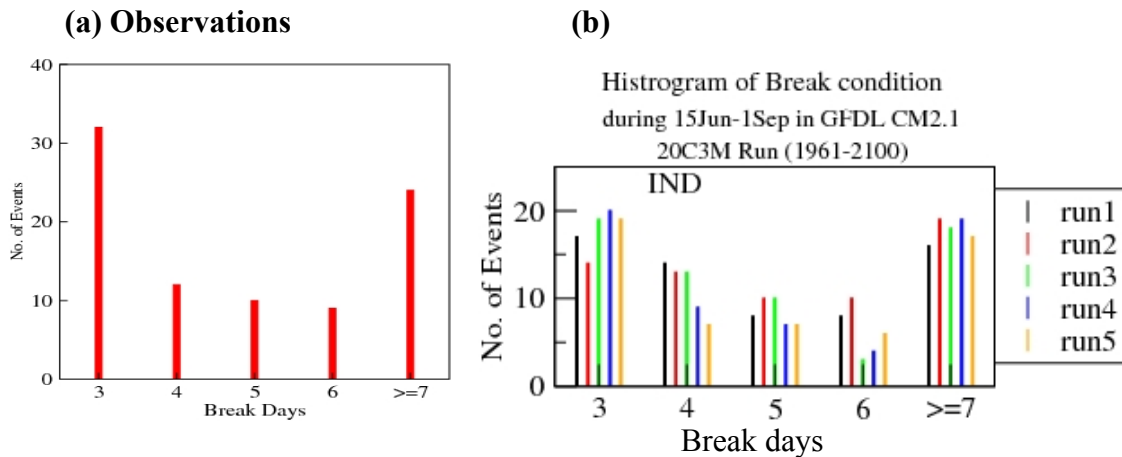 (a) Observations
40
30
20
10
0
No. of Events
3 4 5 6 >=7
Break Days
(b)
Histrogram of Break condition
during 15Jun-1Sep in GFDL CM2.1
20C3M Run (1961-2100)
IND
20
10
0
No. of Events
3 4 5 6 >=7
Break days
run1
run2
run3
run4
run5